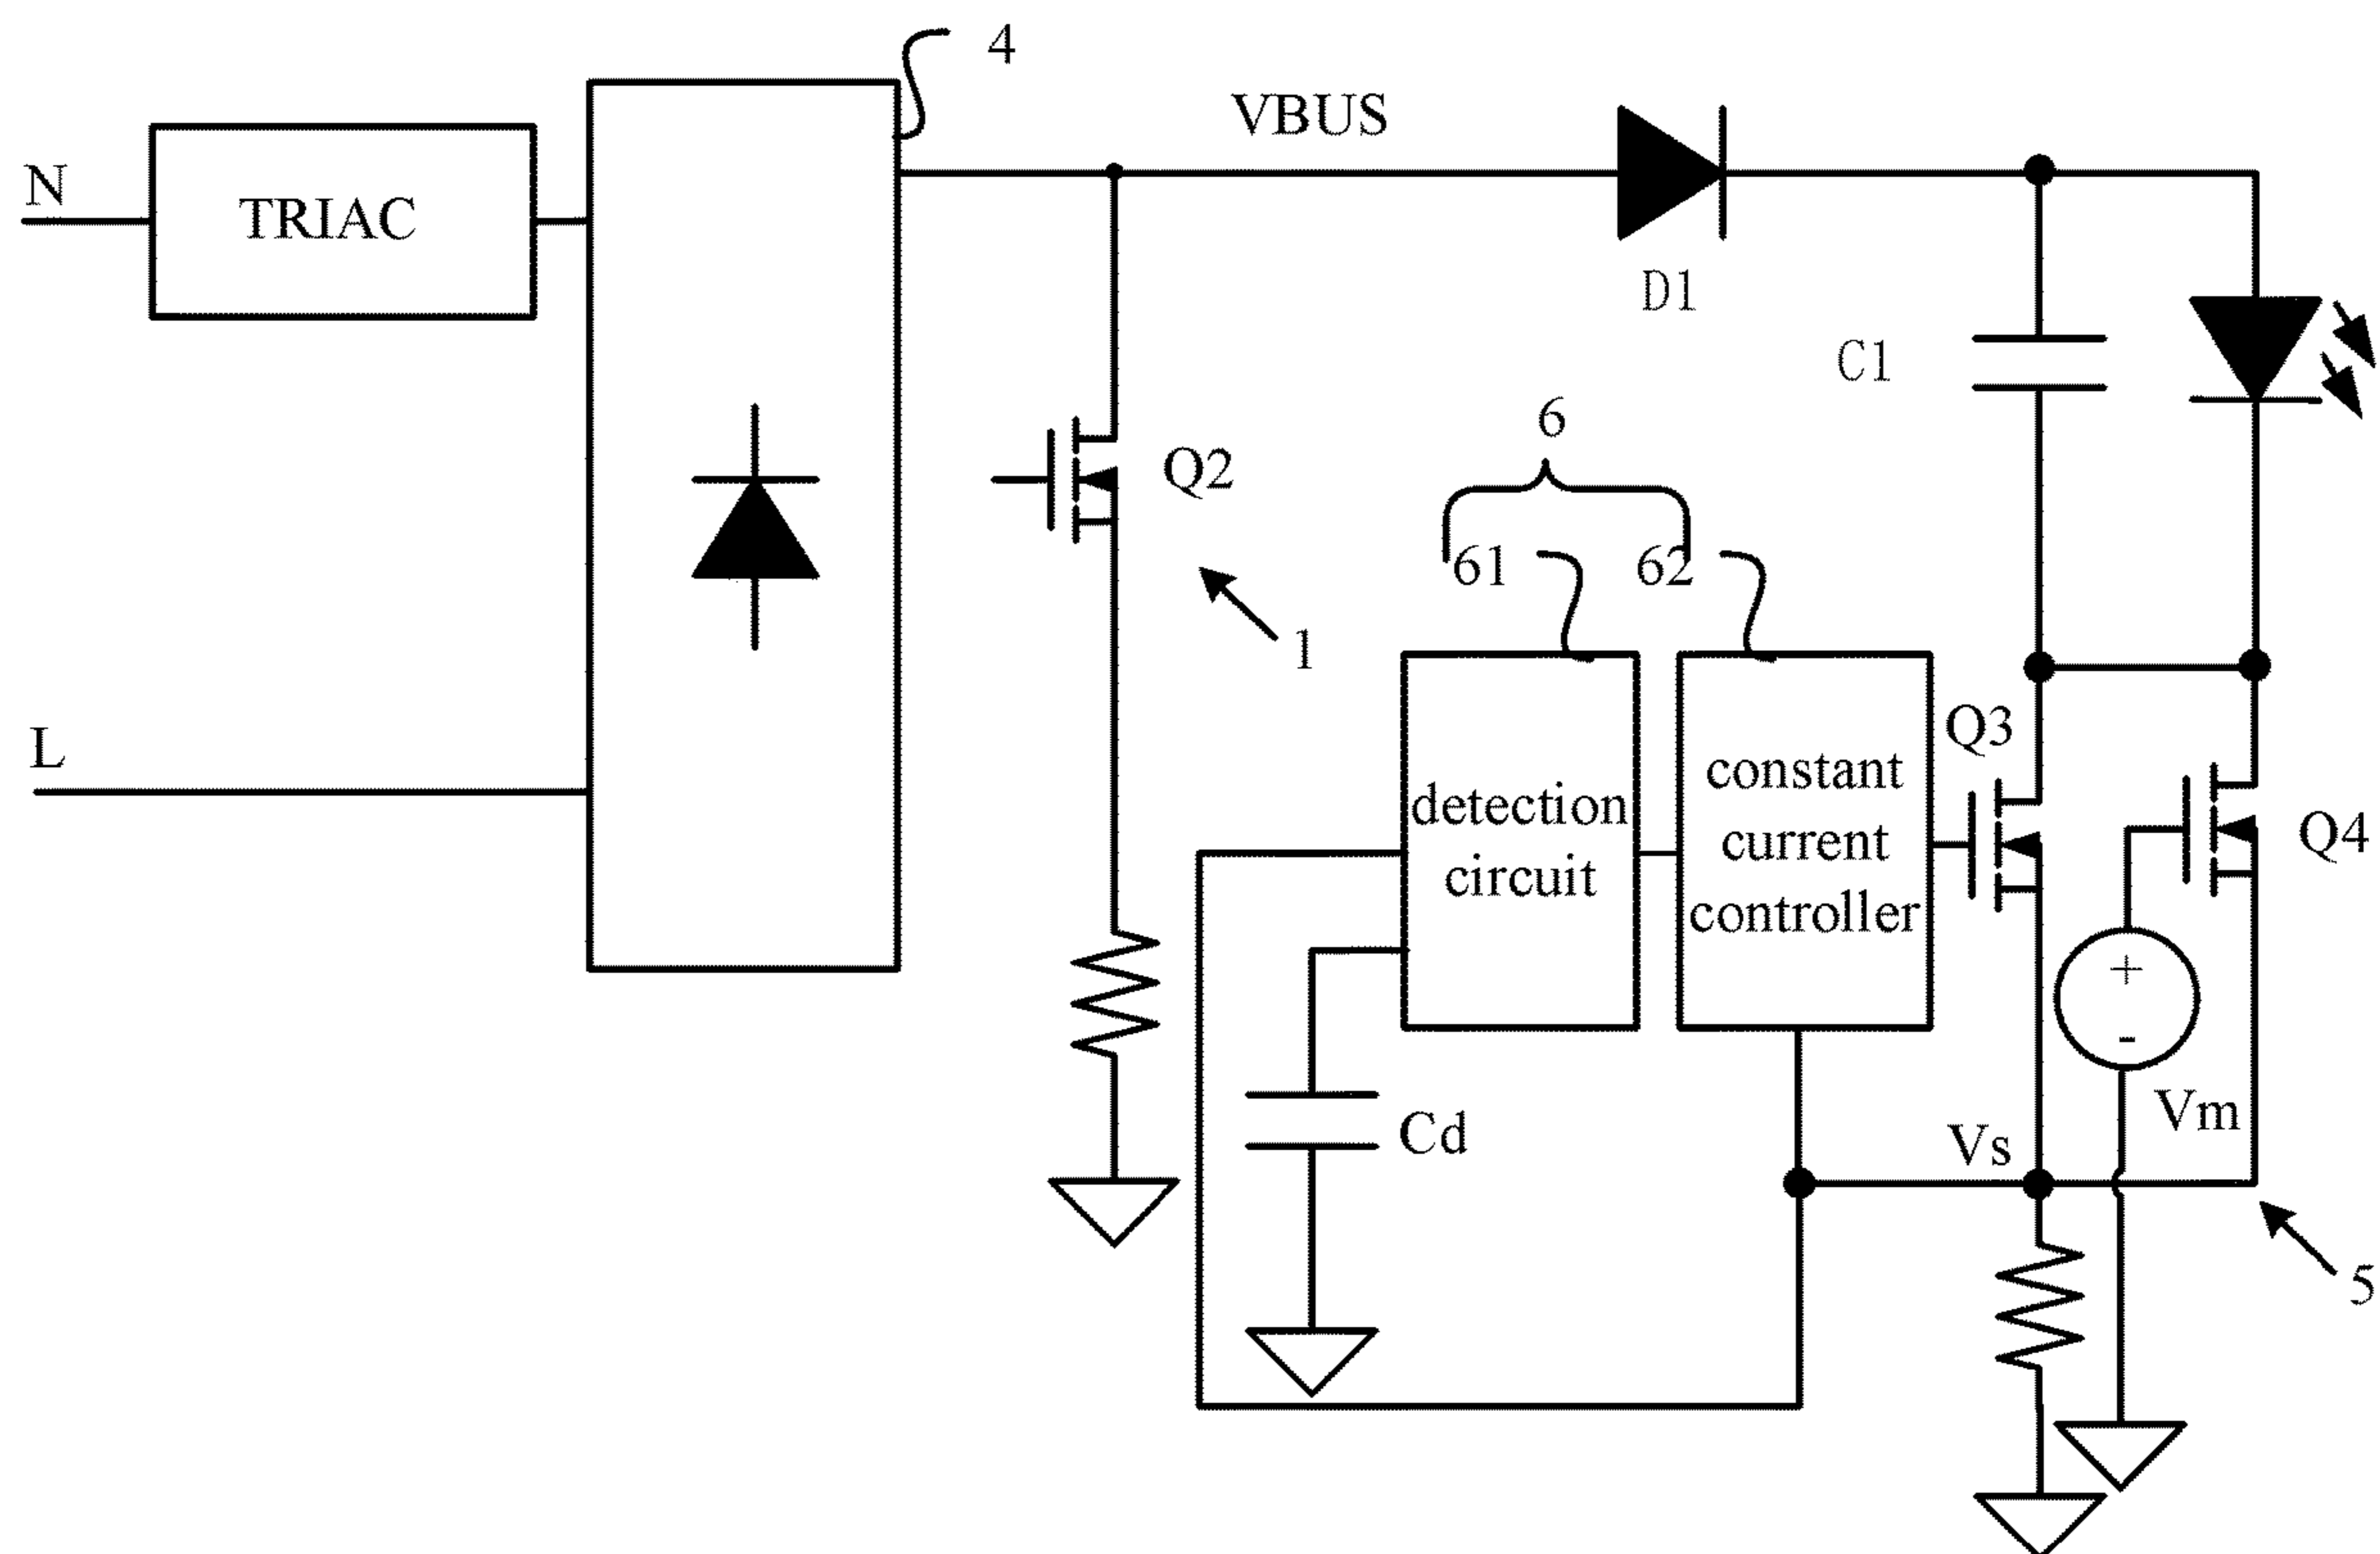 4
VBUS
N
TRIAC
D1
C1
6
Q2
61
62
1
Q3
constant
current
controller
detection
circuit
L
Q4
+
-
Cd
Vs
Vm
5